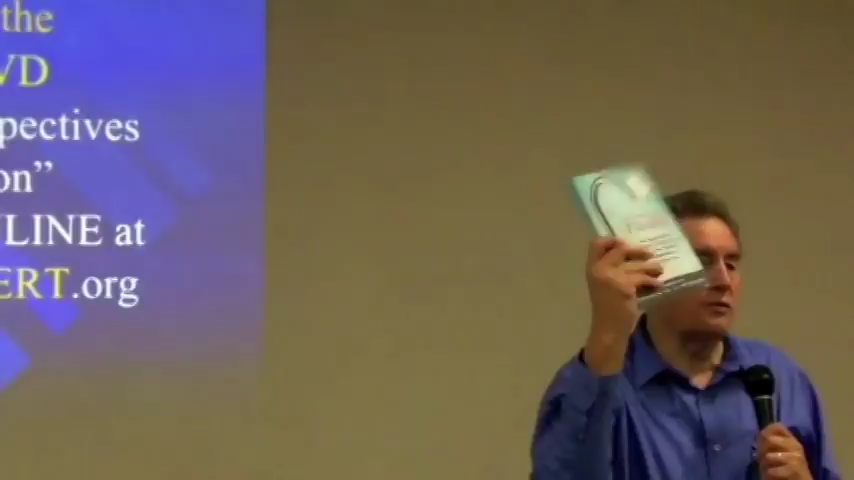 the
VD
pectives
on”
LINE at
ERT.org